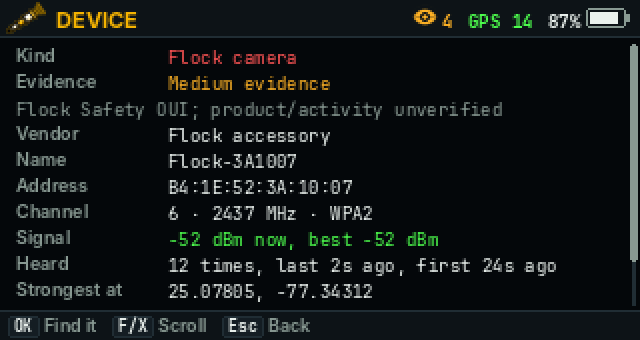 DEVICE 4 GPS 14 87%
Kind Flock camera
Evidence Medium evidence
Flock Safety OUI; product/activity unverified
Vendor Flock accessory
Name Flock-3A1007
Address B4:1E:52:3A:10:07
Channel 6 · 2437 MHz · WPA2
Signal -52 dBm now, best -52 dBm
Heard 12 times, last 2s ago, first 24s ago
Strongest at 25.07805, -77.34312
OK Find it F/X Scroll Esc Back